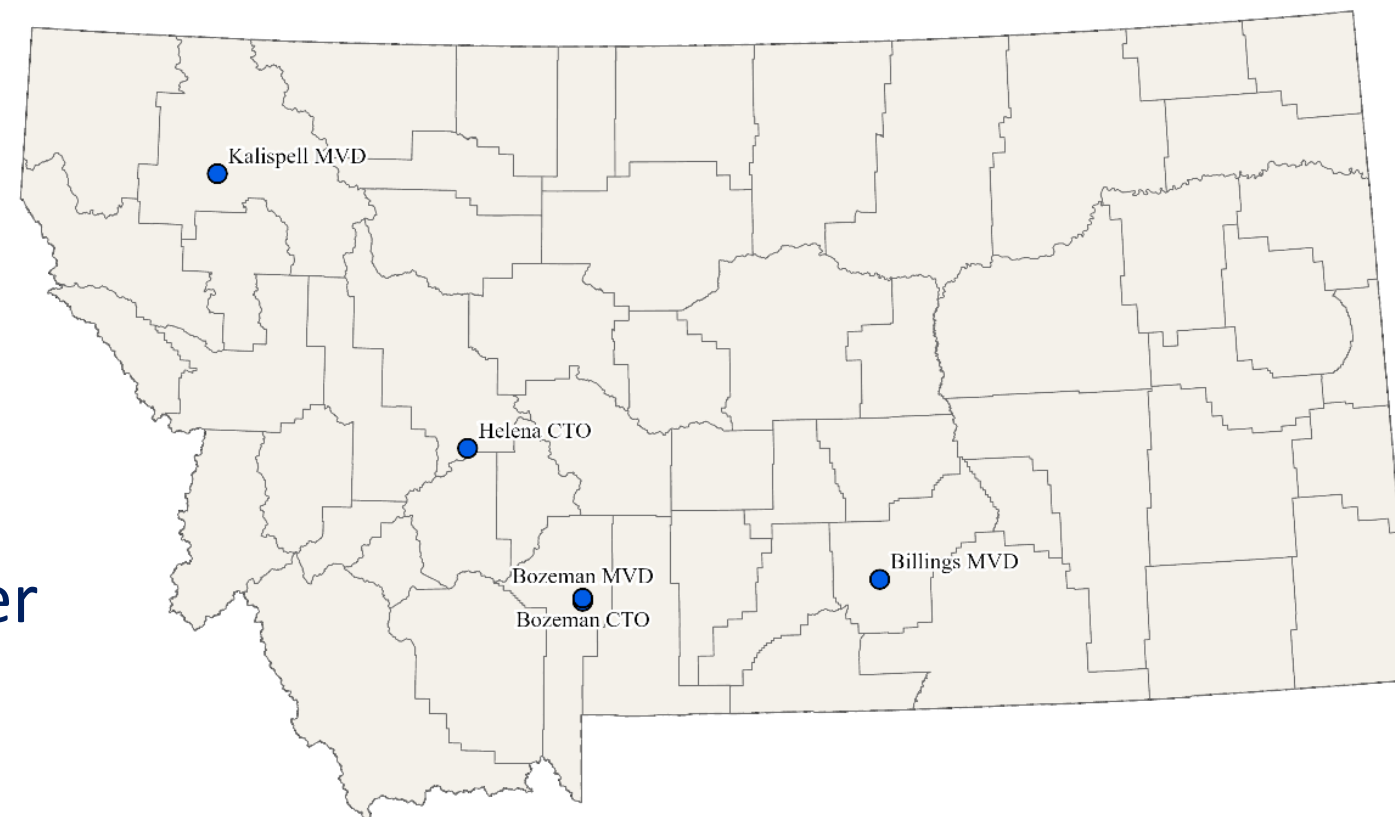 Kalispell MVD
Helena CTO
Billings MVD
Bozeman MVD
Bozeman CTO
er